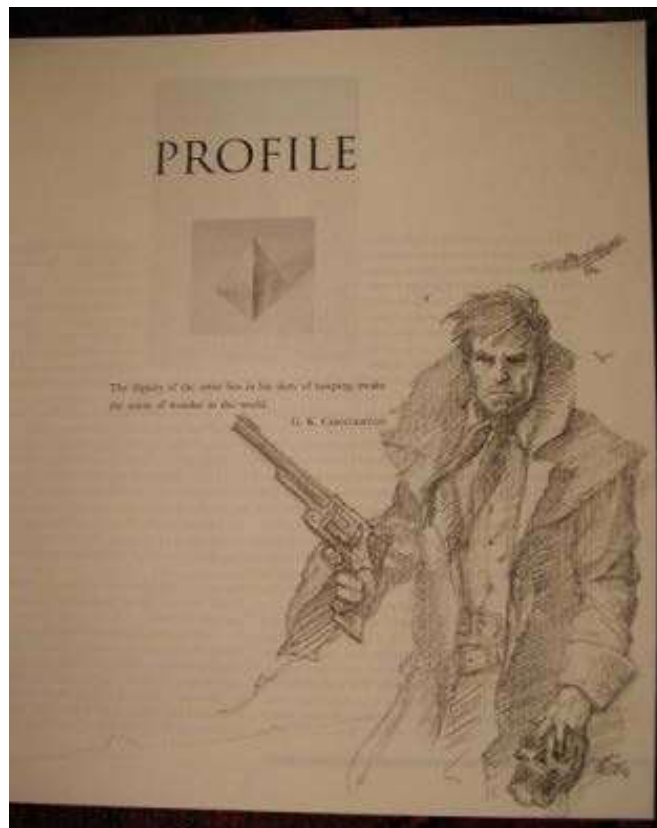 PROFILE
The dignity of the artist lies in his duty of keeping awake
the sense of wonder in the world.
G. K. CHESTERTON